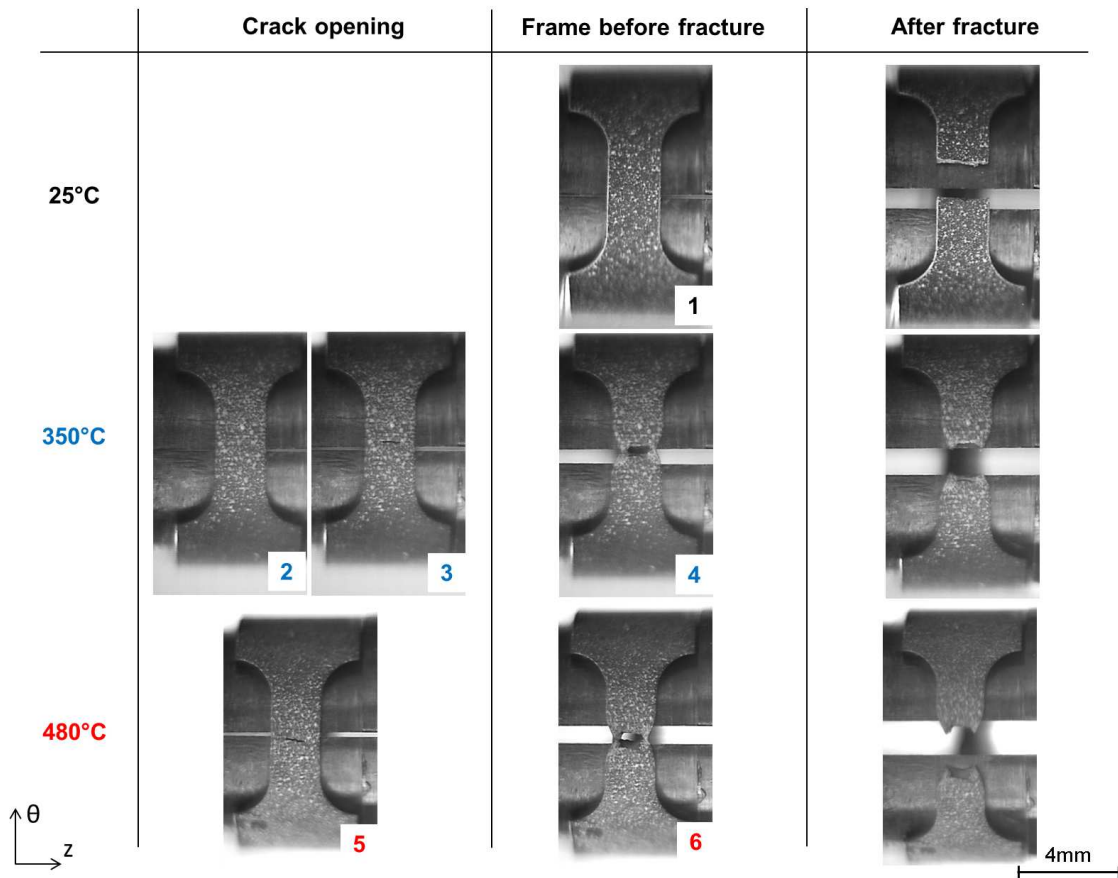 Crack opening
Frame before fracture
After fracture
25°C
1
350°C
2
3
4
480°C
5
6
θ
z
4mm